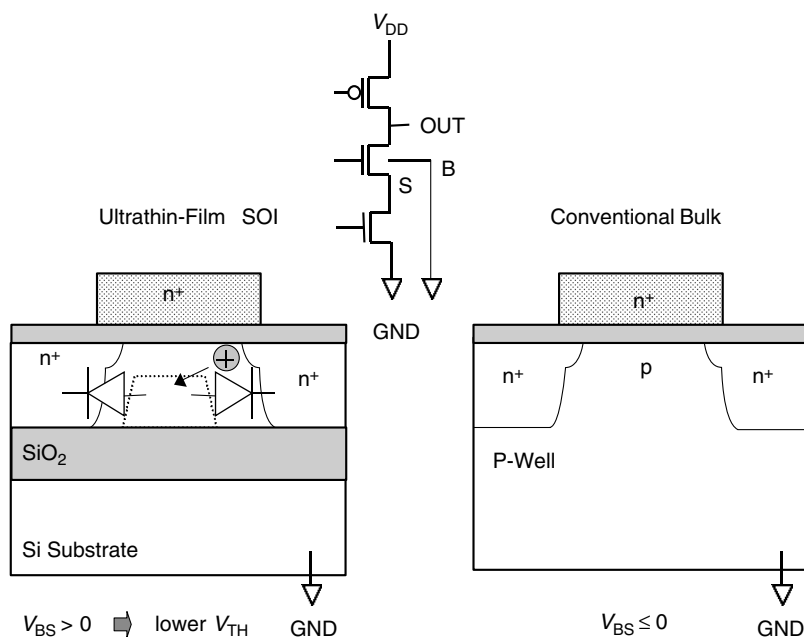 V_DD
OUT
B
S
GND
Ultrathin-Film SOI
n+
n+
+
n+
SiO2
Si Substrate
GND
V_BS > 0 ⇨ lower V_TH
Conventional Bulk
n+
n+
p
n+
P-Well
GND
V_BS ≤ 0